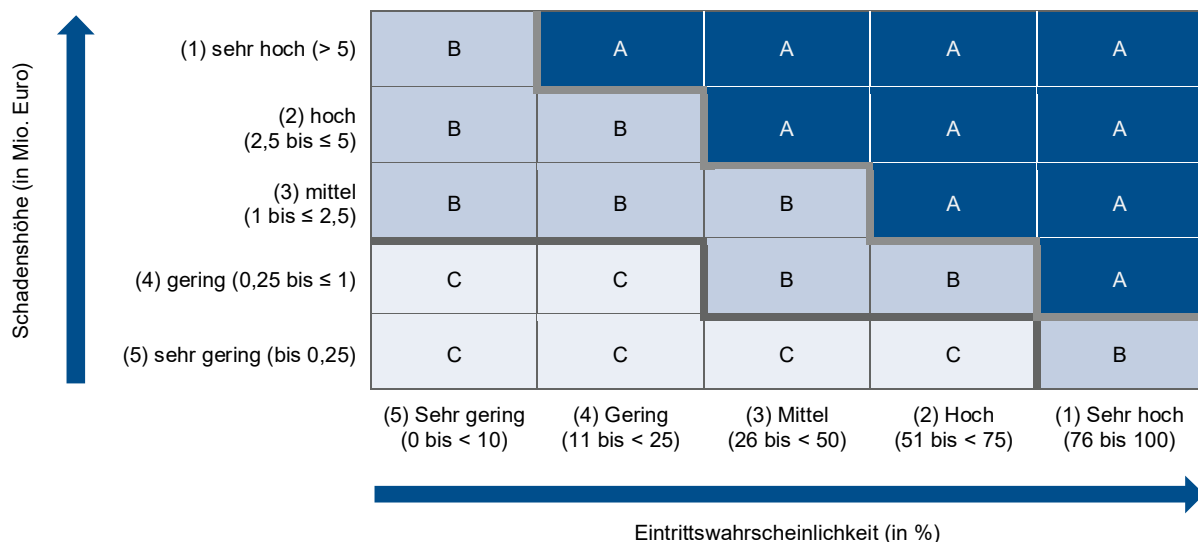 Schadenshöhe (in Mio. Euro)
(1) sehr hoch (> 5)
B A A A A
(2) hoch
(2,5 bis ≤ 5)
B B A A A
(3) mittel
(1 bis ≤ 2,5)
B B B A A
(4) gering (0,25 bis ≤ 1)
C C B B A
(5) sehr gering (bis 0,25)
C C C C B
(5) Sehr gering
(0 bis < 10)
(4) Gering
(11 bis < 25)
(3) Mittel
(26 bis < 50)
(2) Hoch
(51 bis < 75)
(1) Sehr hoch
(76 bis 100)
Eintrittswahrscheinlichkeit (in %)